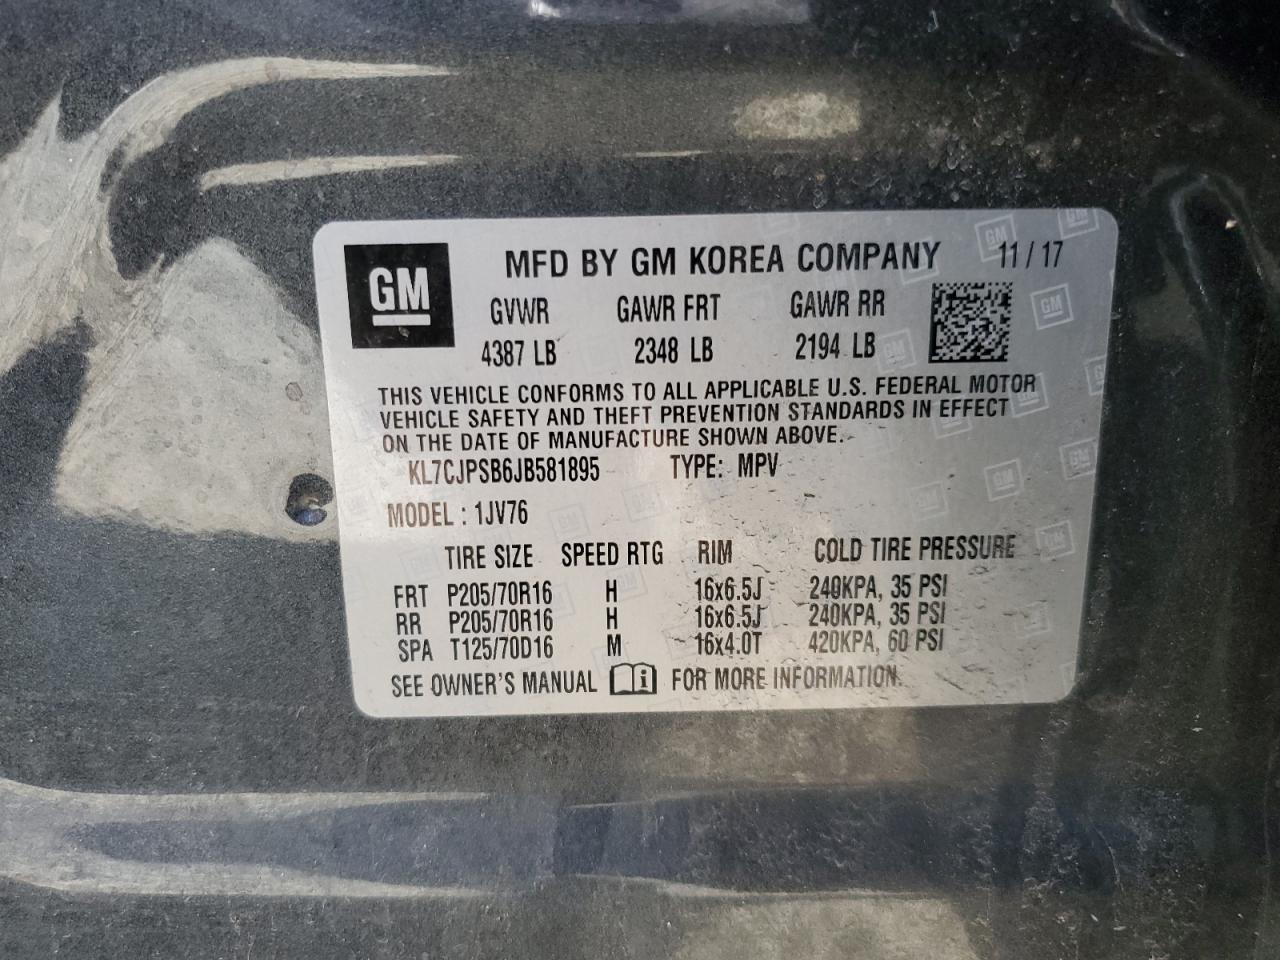 GM
MFD BY GM KOREA COMPANY 11 / 17
GVWR GAWR FRT GAWR RR
4387 LB 2348 LB 2194 LB
THIS VEHICLE CONFORMS TO ALL APPLICABLE U.S. FEDERAL MOTOR
VEHICLE SAFETY AND THEFT PREVENTION STANDARDS IN EFFECT
ON THE DATE OF MANUFACTURE SHOWN ABOVE.
KL7CJPSB6JB581895 TYPE: MPV
MODEL : 1JV76
TIRE SIZE SPEED RTG RIM COLD TIRE PRESSURE
FRT P205/70R16 H 16x6.5J 240KPA, 35 PSI
RR P205/70R16 H 16x6.5J 240KPA, 35 PSI
SPA T125/70D16 M 16x4.0T 420KPA, 60 PSI
SEE OWNER'S MANUAL i FOR MORE INFORMATION.